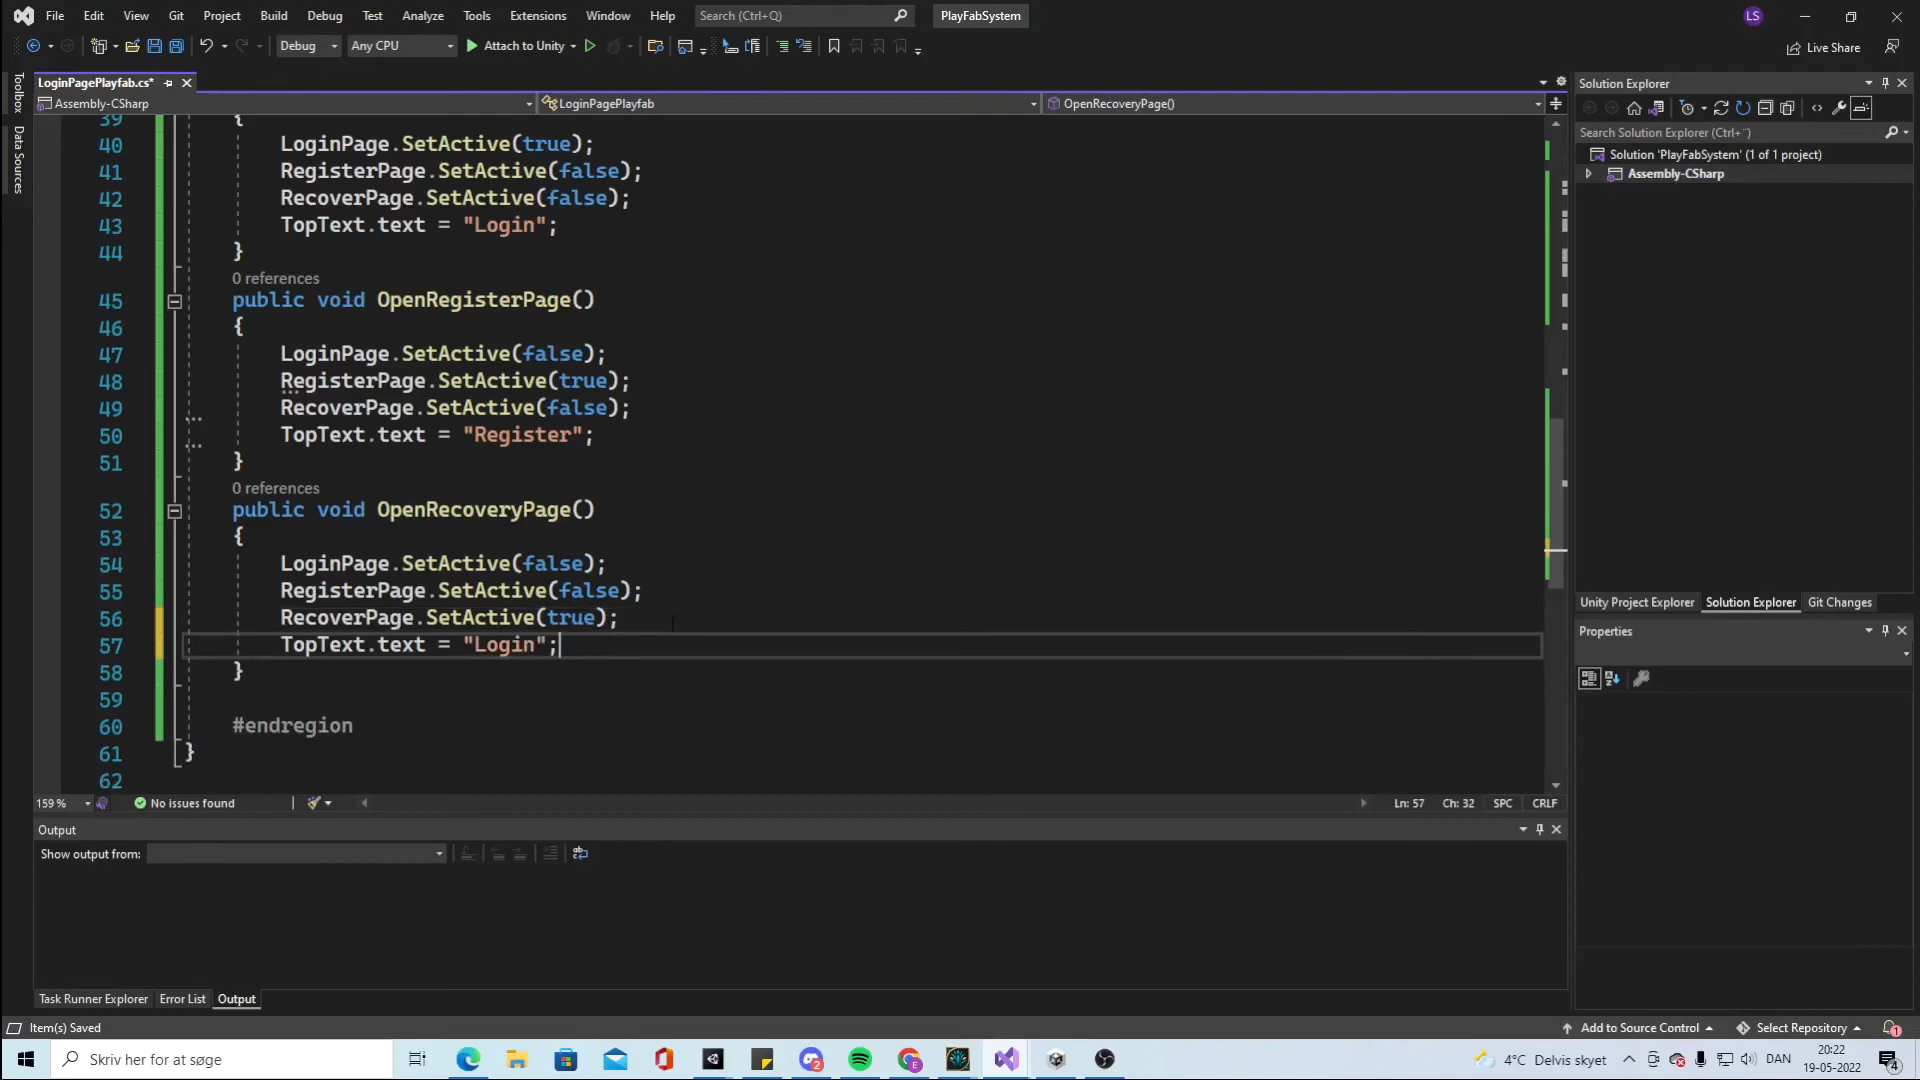 File Edit View Git Project Build Debug Test Analyze Tools Extensions Window Help Search (Ctrl+Q) PlayFabSystem LS
Debug Any CPU Attach to Unity Live Share
LoginPagePlayfab.cs*
Assembly-CSharp LoginPagePlayfab OpenRecoveryPage()
Toolbox
Data Sources
39 {
40 LoginPage.SetActive(true);
41 RegisterPage.SetActive(false);
42 RecoverPage.SetActive(false);
43 TopText.text = "Login";
44 }
0 references
45 public void OpenRegisterPage()
46 {
47 LoginPage.SetActive(false);
48 RegisterPage.SetActive(true);
49 RecoverPage.SetActive(false);
50 TopText.text = "Register";
51 }
0 references
52 public void OpenRecoveryPage()
53 {
54 LoginPage.SetActive(false);
55 RegisterPage.SetActive(false);
56 RecoverPage.SetActive(true);
57 TopText.text = "Login";
58 }
59
60 #endregion
61 }
62
159 % No issues found Ln: 57 Ch: 32 SPC CRLF
Output
Show output from:
Task Runner Explorer Error List Output
Solution Explorer
Search Solution Explorer (Ctrl+¨)
Solution 'PlayFabSystem' (1 of 1 project)
Assembly-CSharp
Unity Project Explorer Solution Explorer Git Changes
Properties
Item(s) Saved Add to Source Control Select Repository 1
Skriv her for at søge 2 4°C Delvis skyet DAN 20:22
19-05-2022 4